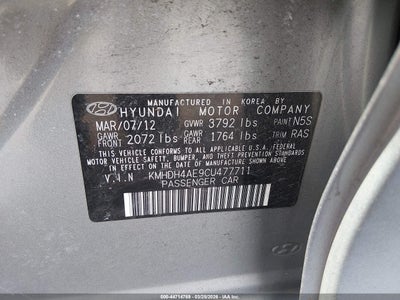 MANUFACTURED IN KOREA BY
HYUNDAI MOTOR COMPANY
MAR/07/12 GVWR 3792 lbs PAINT N5S
GAWR FRONT 2072 lbs GAWR REAR 1764 lbs TRIM RAS
THIS VEHICLE CONFORMS TO ALL APPLICABLE U.S. FEDERAL
MOTOR VEHICLE SAFETY, BUMPER, AND THEFT PREVENTION STANDARDS
IN EFFECT ON THE DATE OF MANUFACTURE SHOWN ABOVE.
V.I.N KMHDH4AE9CU477711
PASSENGER CAR